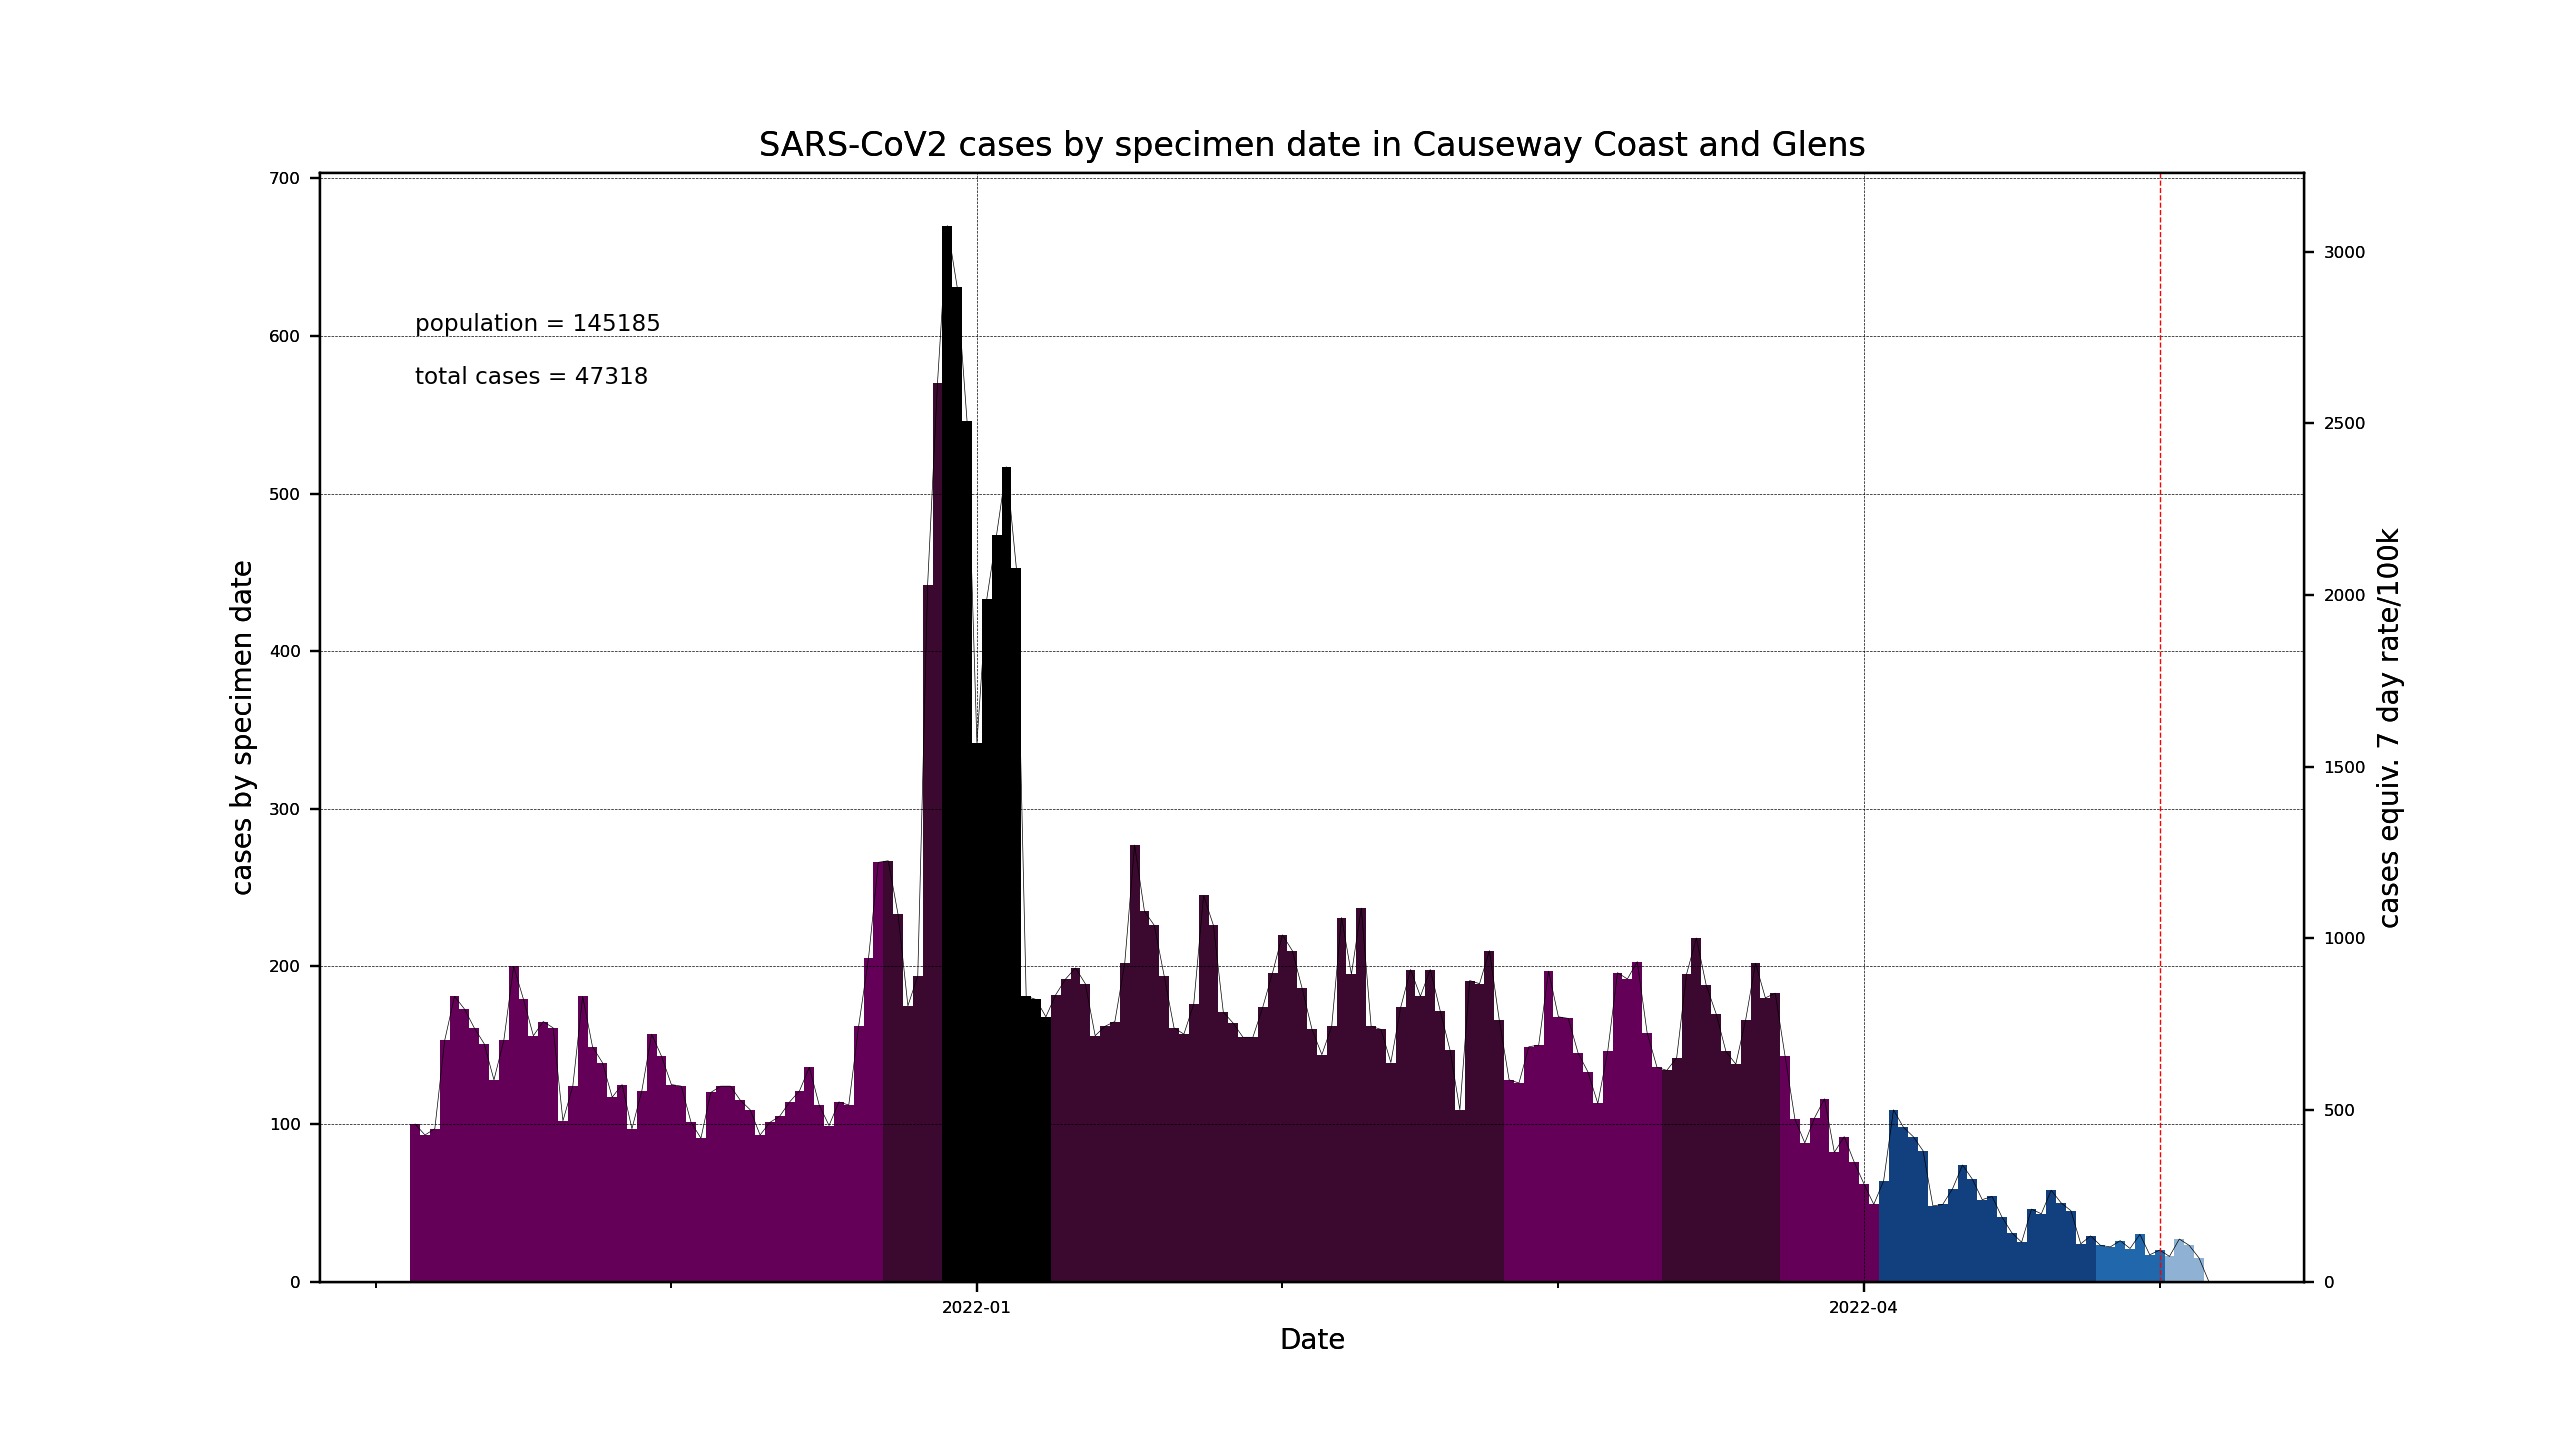 SARS-CoV2 cases by specimen date in Causeway Coast and Glens
population = 145185
total cases = 47318
cases by specimen date
700
600
500
400
300
200
100
0
3000
2500
2000
1500
1000
500
0
cases equiv. 7 day rate/100k
2022-01
2022-04
Date